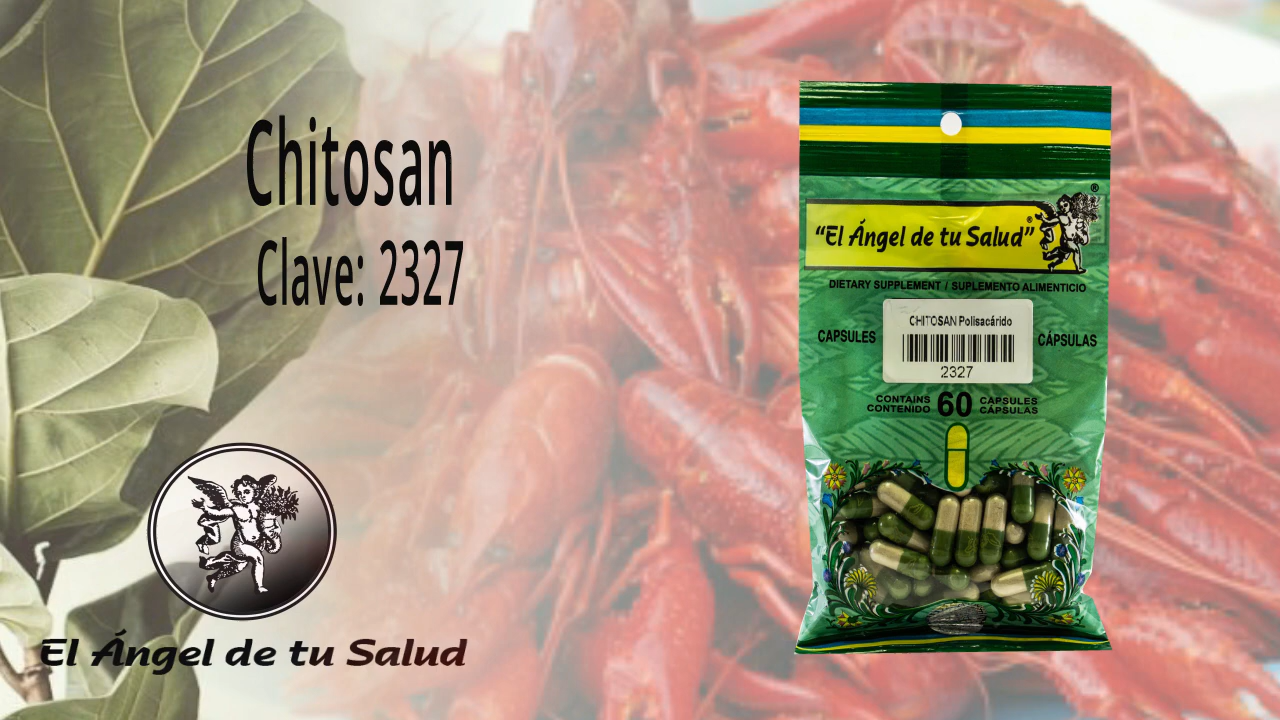 Chitosan
Clave: 2327
El Ángel de tu Salud
®
®
“El Ángel de tu Salud”
DIETARY SUPPLEMENT / SUPLEMENTO ALIMENTICIO
CAPSULES
CHITOSAN Polisacárido
2327
CÁPSULAS
CONTAINS
CONTENIDO
60
CAPSULES
CÁPSULAS